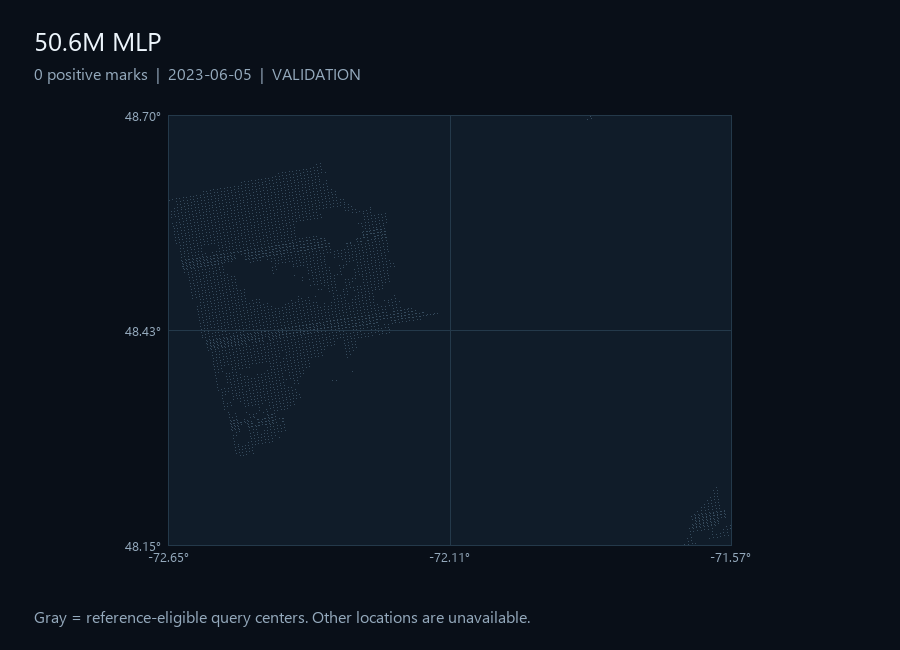 50.6M MLP
0 positive marks | 2023-06-05 | VALIDATION
48.70°
48.43°
48.15°
-72.65°
-72.11°
-71.57°
Gray = reference-eligible query centers. Other locations are unavailable.